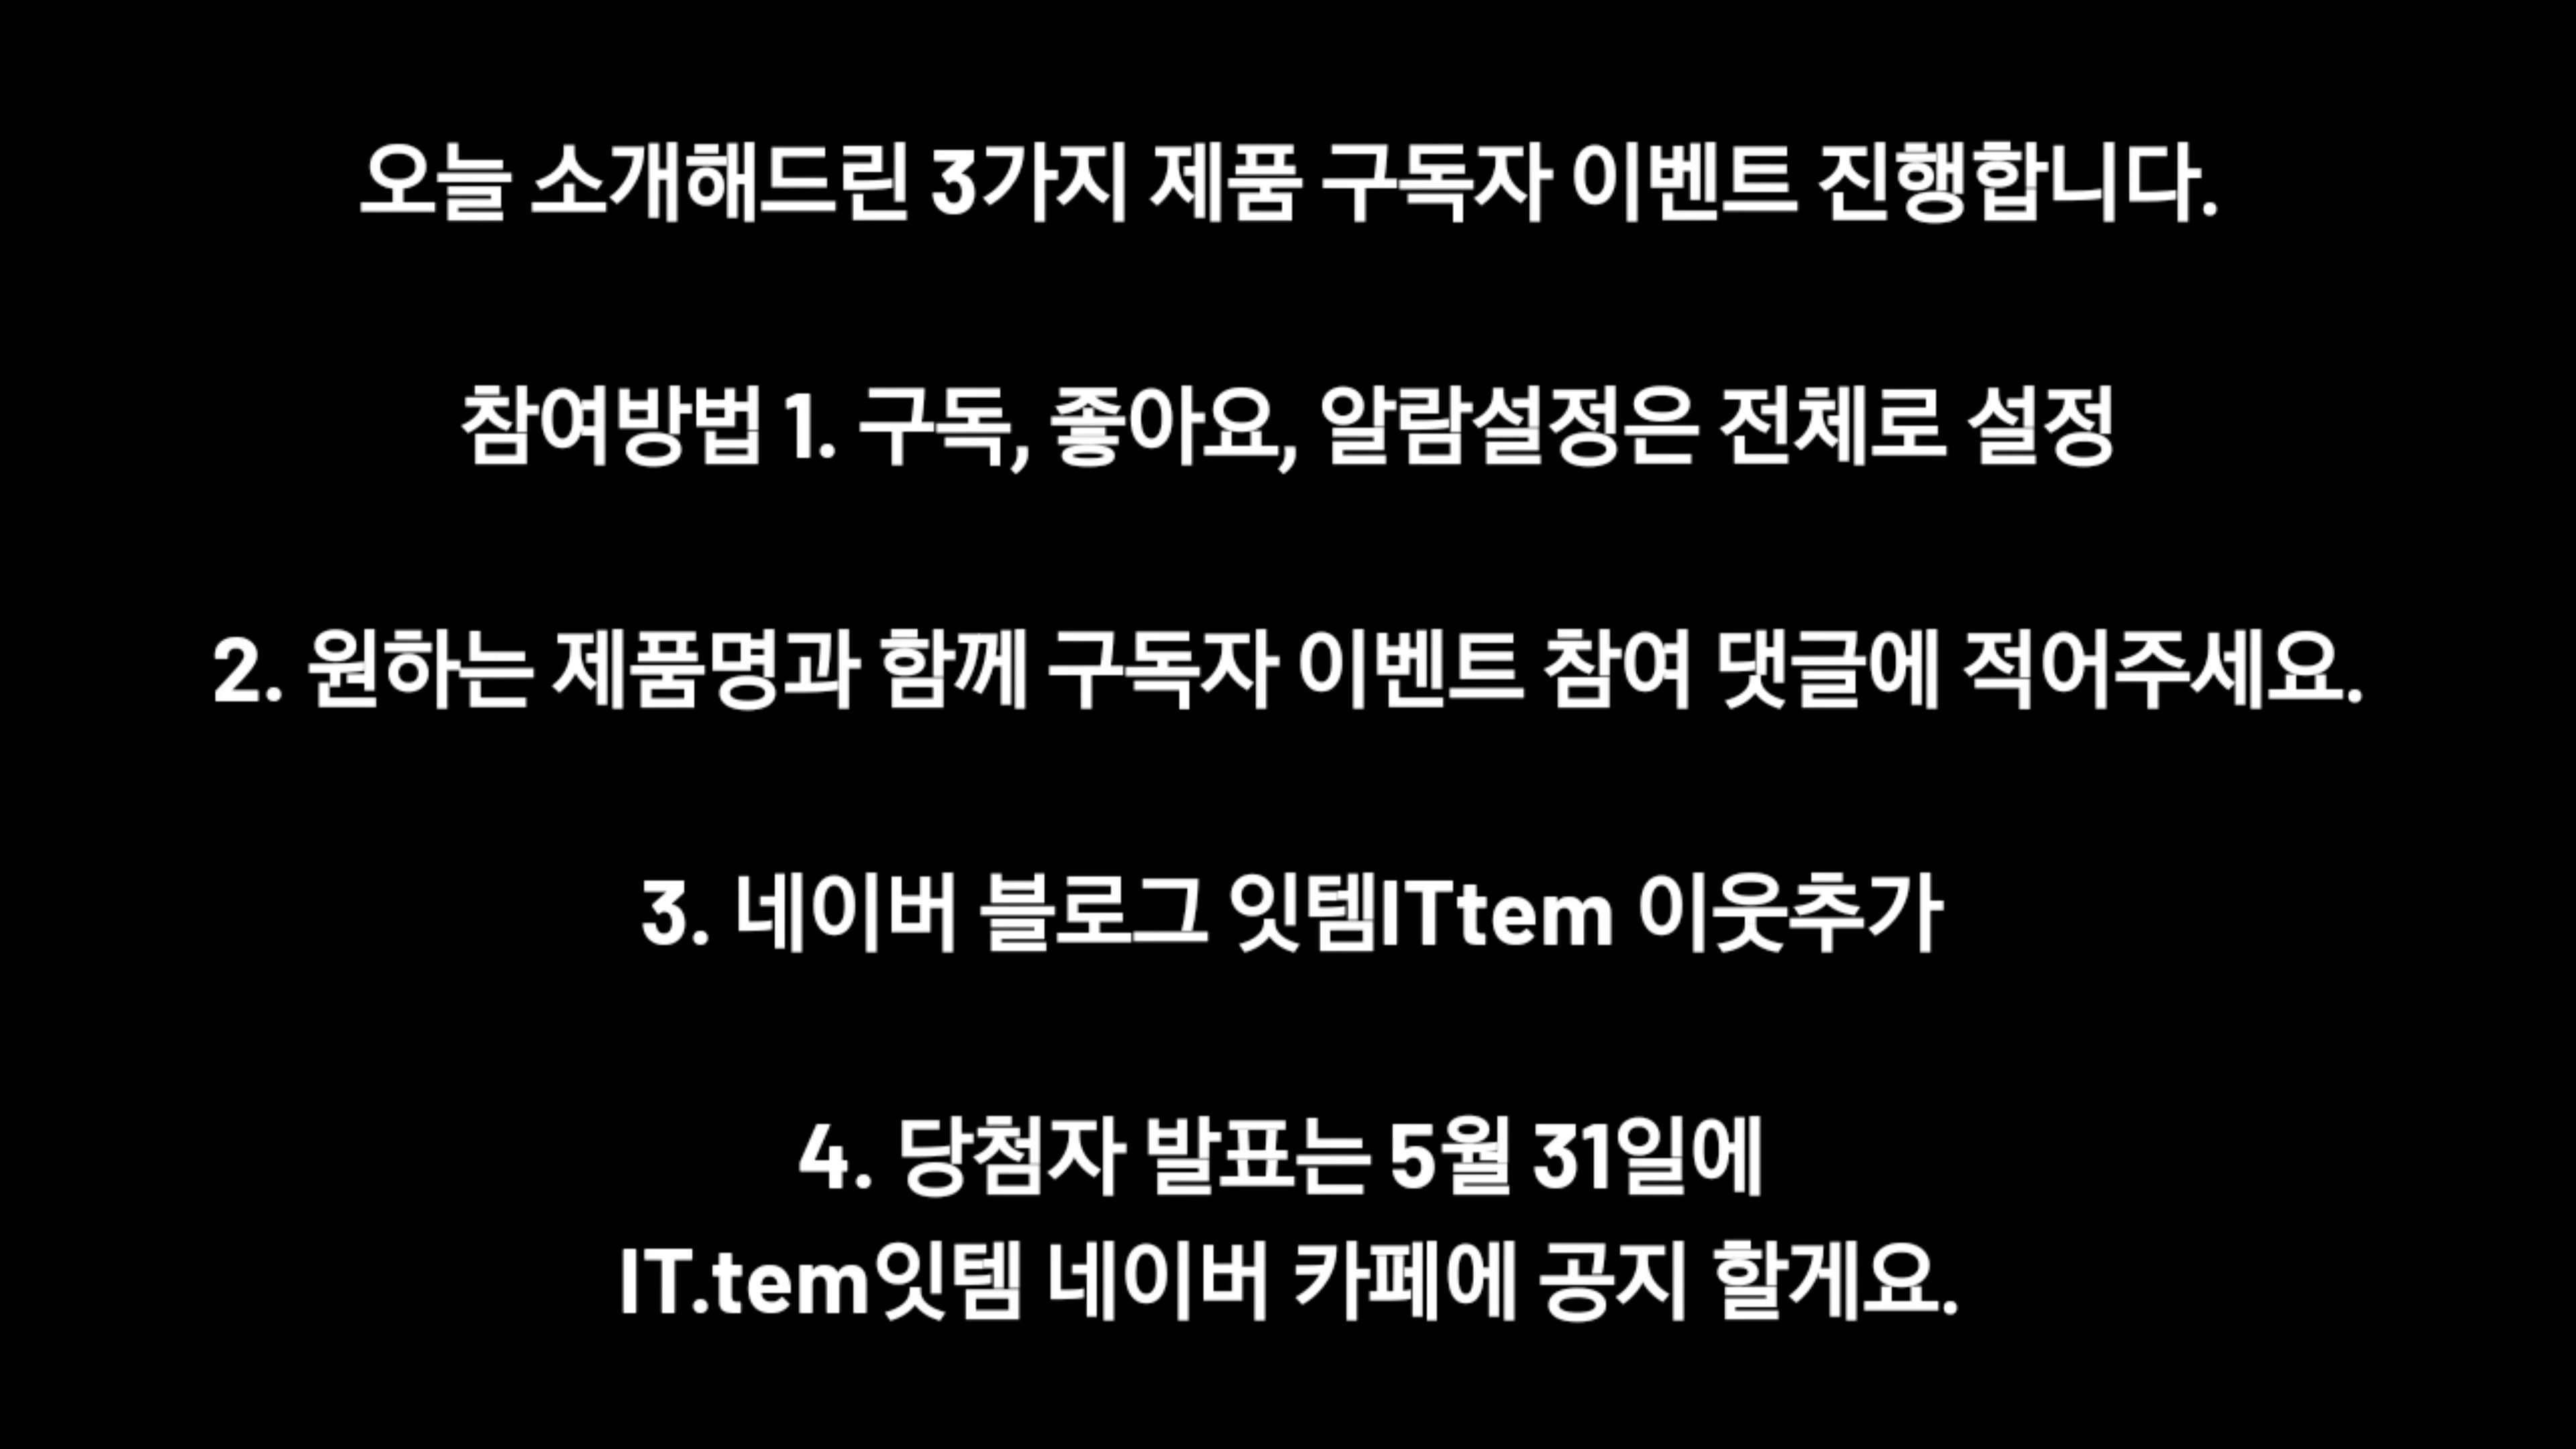 오늘 소개해드린 3가지 제품 구독자 이벤트 진행합니다.
참여방법 1. 구독, 좋아요, 알람설정은 전체로 설정
2. 원하는 제품명과 함께 구독자 이벤트 참여 댓글에 적어주세요.
3. 네이버 블로그 잇템ITtem 이웃추가
4. 당첨자 발표는 5월 31일에
IT.tem잇템 네이버 카페에 공지 할게요.